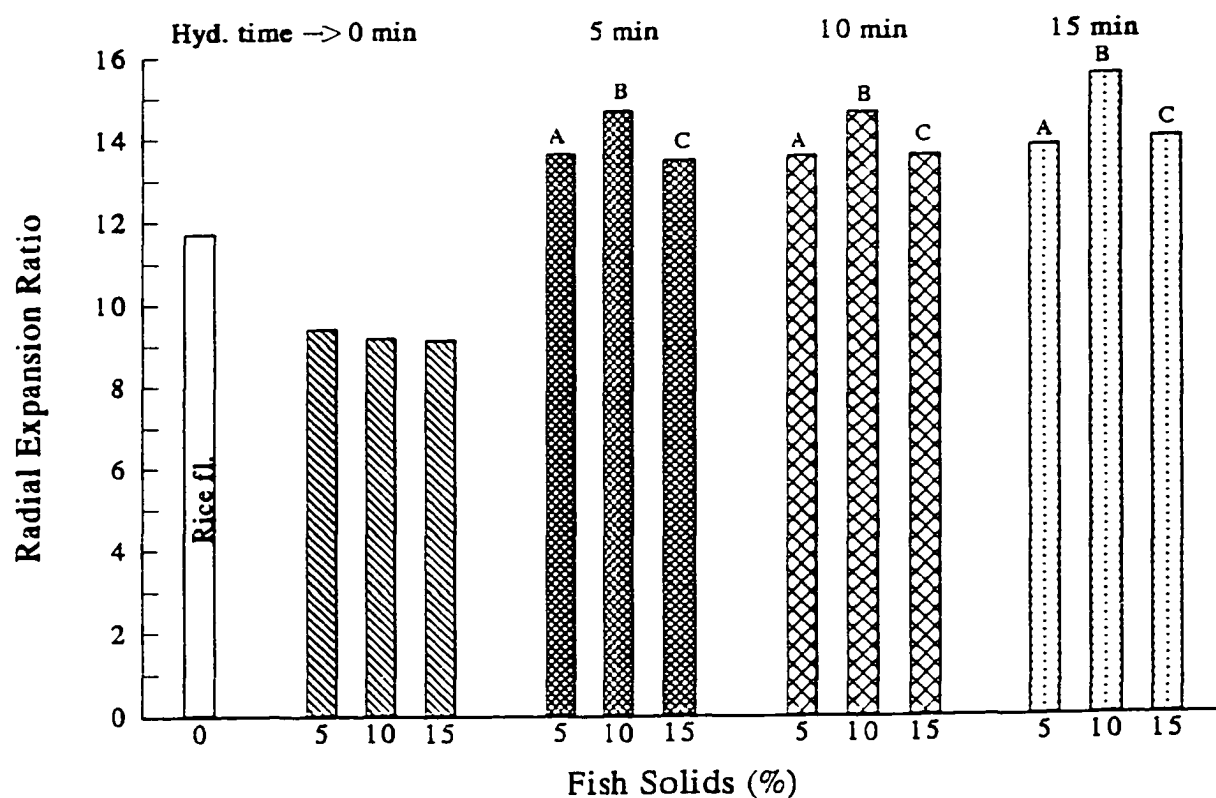 Hyd. time —> 0 min 5 min 10 min 15 min
16
14
12
10
8
6
4
2
0
Radial Expansion Ratio
Rice fl.
A B C
A B C
A B C
0 5 10 15 5 10 15 5 10 15 5 10 15
Fish Solids (%)